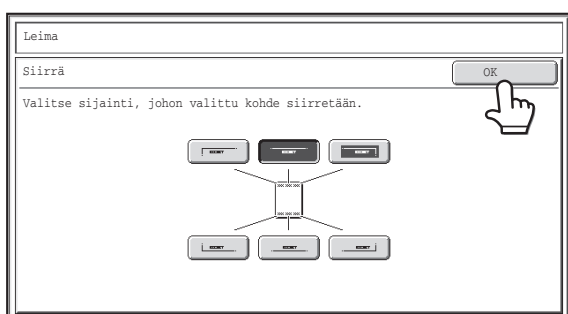 Leima
Siirrä
OK
Valitse sijainti, johon valittu kohde siirretään.